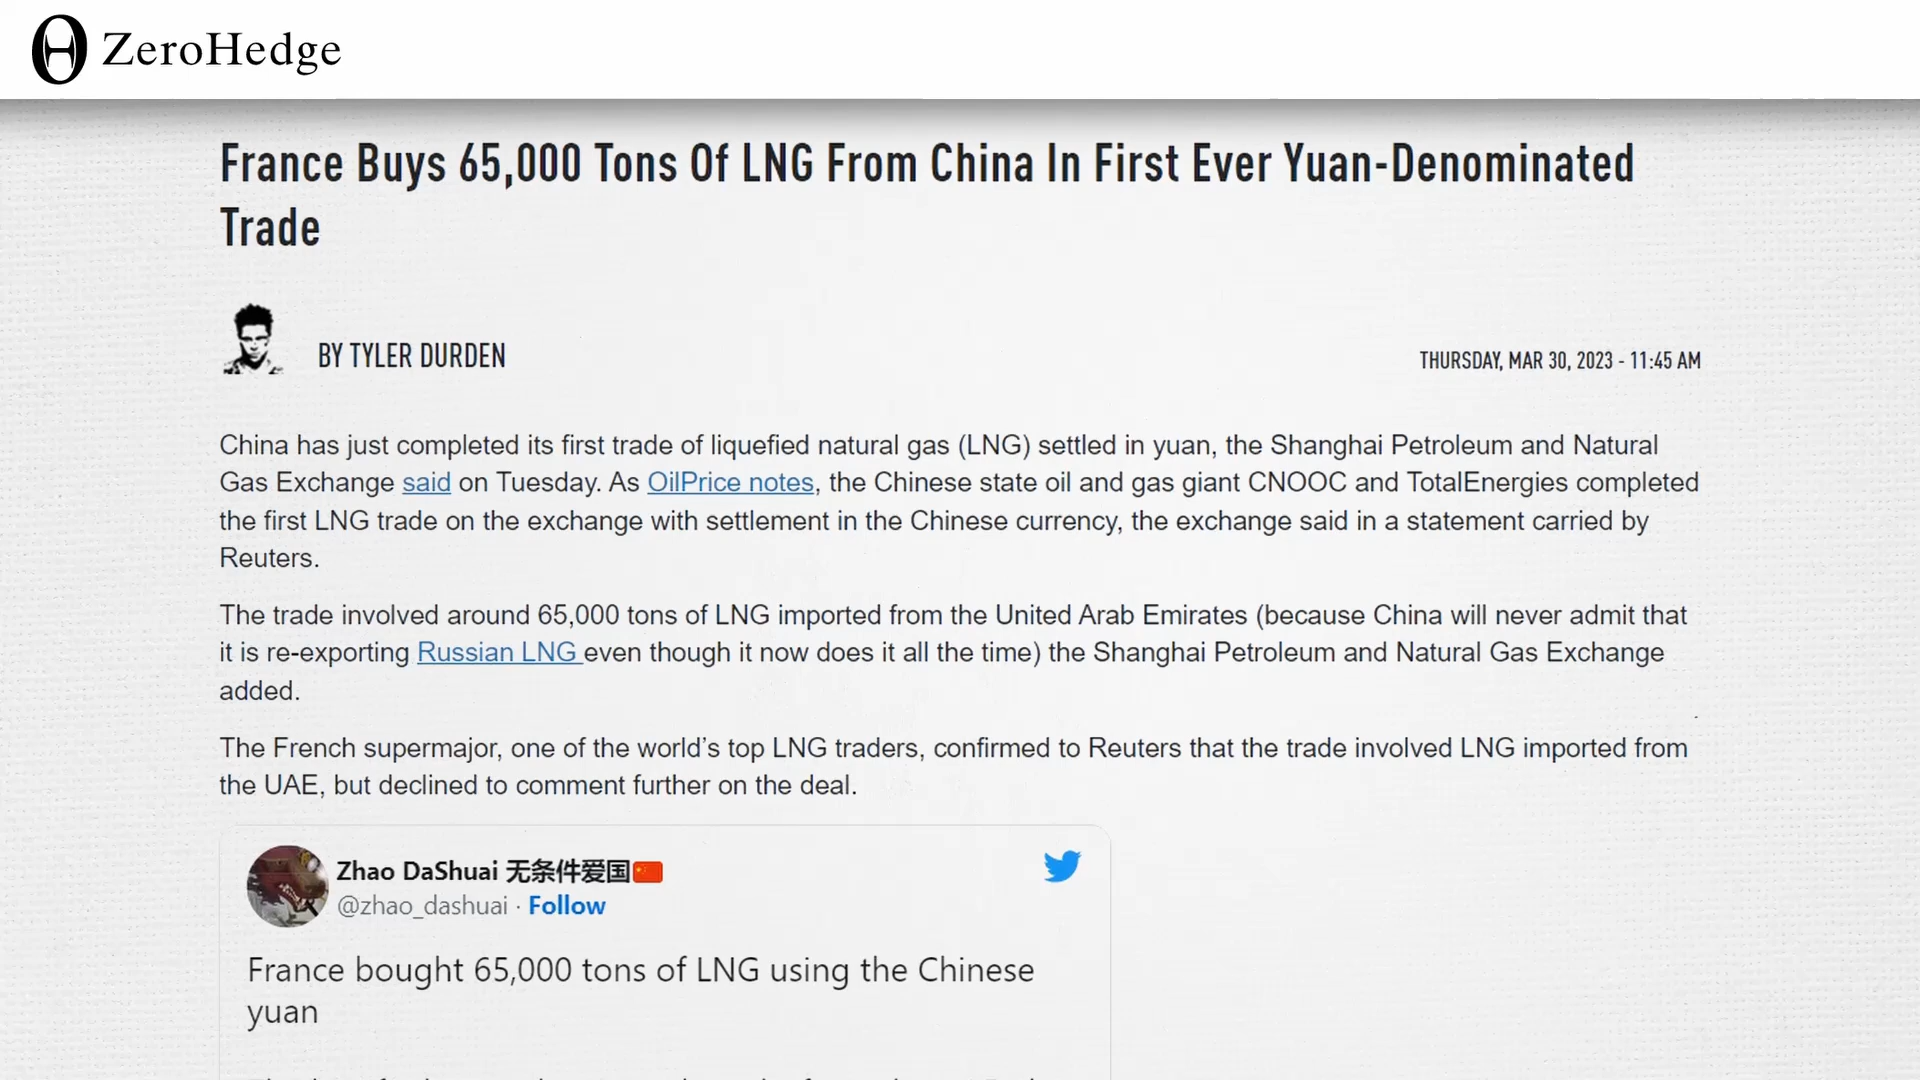 ZeroHedge
France Buys 65,000 Tons Of LNG From China In First Ever Yuan-Denominated
Trade
BY TYLER DURDEN
THURSDAY, MAR 30, 2023 - 11:45 AM
China has just completed its first trade of liquefied natural gas (LNG) settled in yuan, the Shanghai Petroleum and Natural
Gas Exchange said on Tuesday. As OilPrice notes, the Chinese state oil and gas giant CNOOC and TotalEnergies completed
the first LNG trade on the exchange with settlement in the Chinese currency, the exchange said in a statement carried by
Reuters.
The trade involved around 65,000 tons of LNG imported from the United Arab Emirates (because China will never admit that
it is re-exporting Russian LNG even though it now does it all the time) the Shanghai Petroleum and Natural Gas Exchange
added.
The French supermajor, one of the world’s top LNG traders, confirmed to Reuters that the trade involved LNG imported from
the UAE, but declined to comment further on the deal.
Zhao DaShuai 无条件爱国🇨🇳
@zhao_dashuai · Follow
France bought 65,000 tons of LNG using the Chinese
yuan